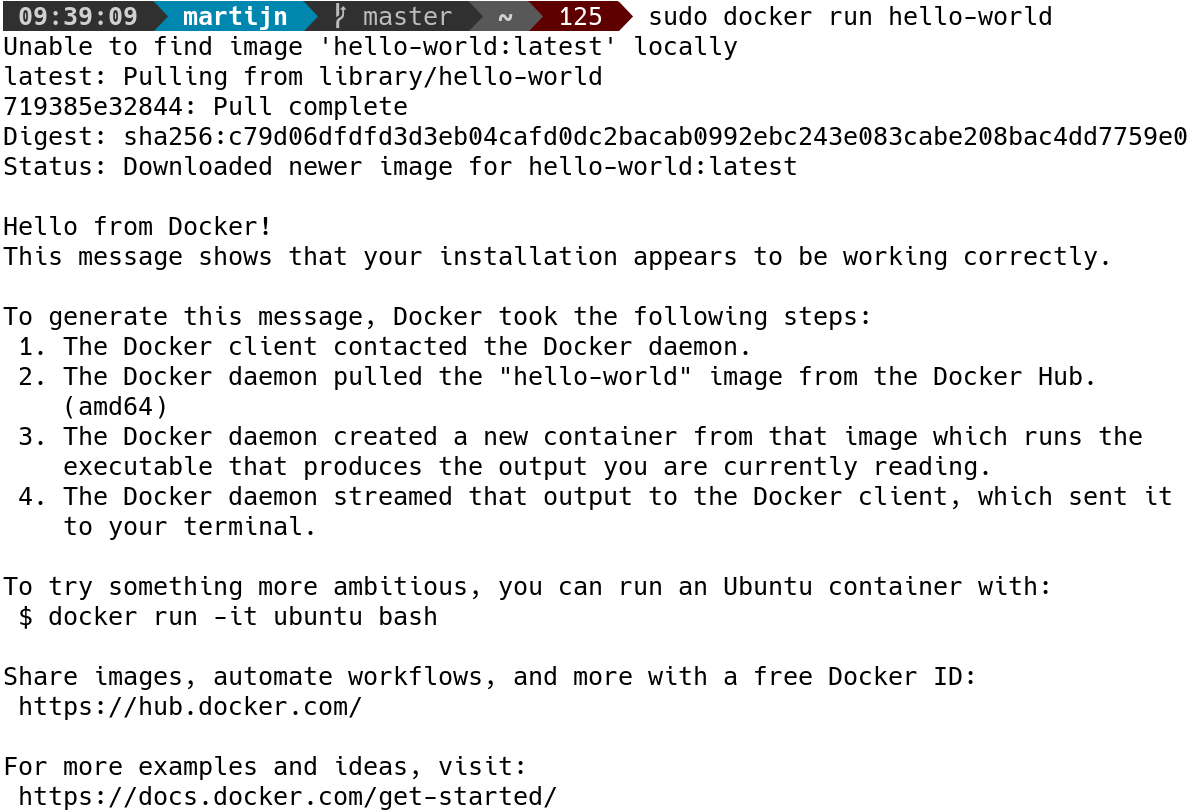 09:39:09 martijn master ~ 125 sudo docker run hello-world
Unable to find image 'hello-world:latest' locally
latest: Pulling from library/hello-world
719385e32844: Pull complete
Digest: sha256:c79d06dfdfd3d3eb04cafd0dc2bacab0992ebc243e083cabe208bac4dd7759e0
Status: Downloaded newer image for hello-world:latest

Hello from Docker!
This message shows that your installation appears to be working correctly.

To generate this message, Docker took the following steps:
 1. The Docker client contacted the Docker daemon.
 2. The Docker daemon pulled the "hello-world" image from the Docker Hub.
    (amd64)
 3. The Docker daemon created a new container from that image which runs the
    executable that produces the output you are currently reading.
 4. The Docker daemon streamed that output to the Docker client, which sent it
    to your terminal.

To try something more ambitious, you can run an Ubuntu container with:
 $ docker run -it ubuntu bash

Share images, automate workflows, and more with a free Docker ID:
 https://hub.docker.com/

For more examples and ideas, visit:
 https://docs.docker.com/get-started/